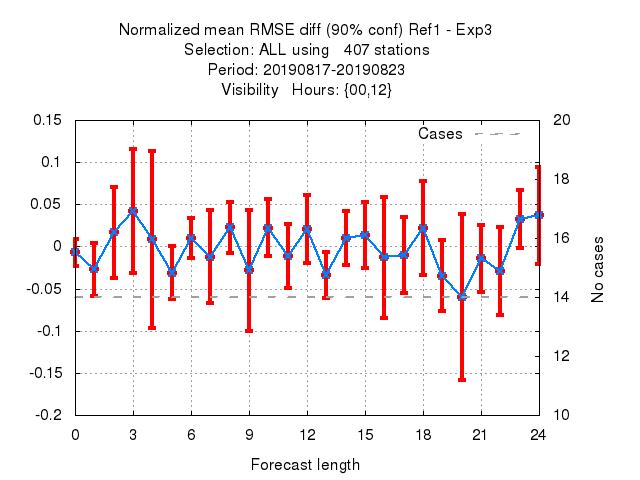 Normalized mean RMSE diff (90% conf) Ref1 - Exp3
Selection: ALL using   407 stations
Period: 20190817-20190823
Visibility   Hours: {00,12}
Cases
0.15
0.1
0.05
0
-0.05
-0.1
-0.15
-0.2
20
18
16
14
12
10
No cases
0 3 6 9 12 15 18 21 24
Forecast length